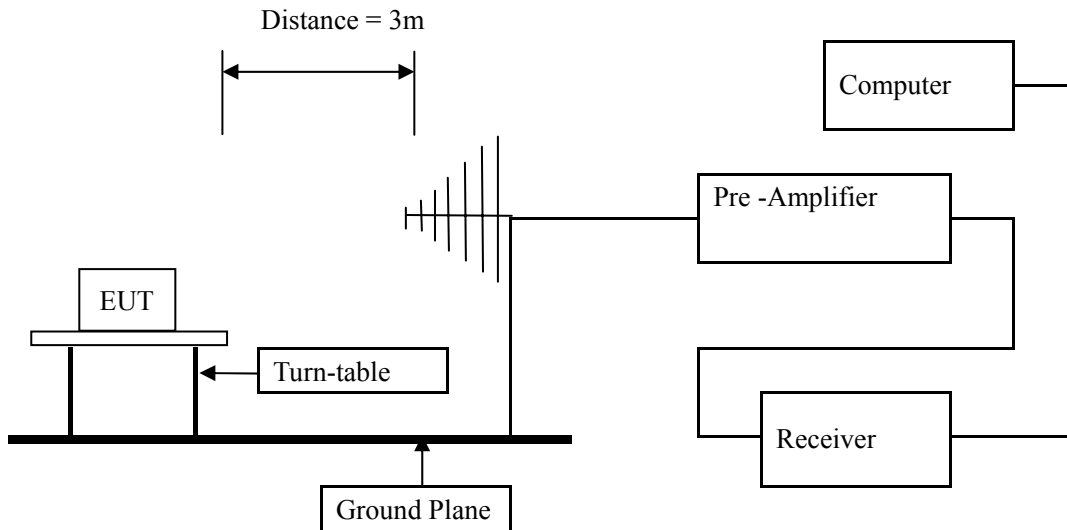 Distance = 3m
Computer
Pre -Amplifier
EUT
Turn-table
Receiver
Ground Plane